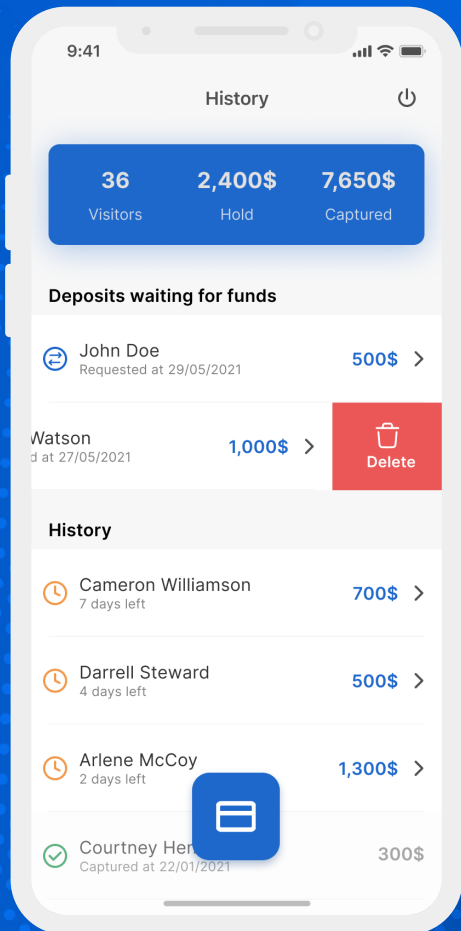 9:41
History
36
2,400$
7,650$
Visitors
Hold
Captured
Deposits waiting for funds
John Doe
Requested at 29/05/2021
500$
Watson
d at 27/05/2021
1,000$
Delete
History
Cameron Williamson
7 days left
700$
Darrell Steward
4 days left
500$
Arlene McCoy
2 days left
1,300$
Courtney Hen
Captured at 22/01/2021
300$